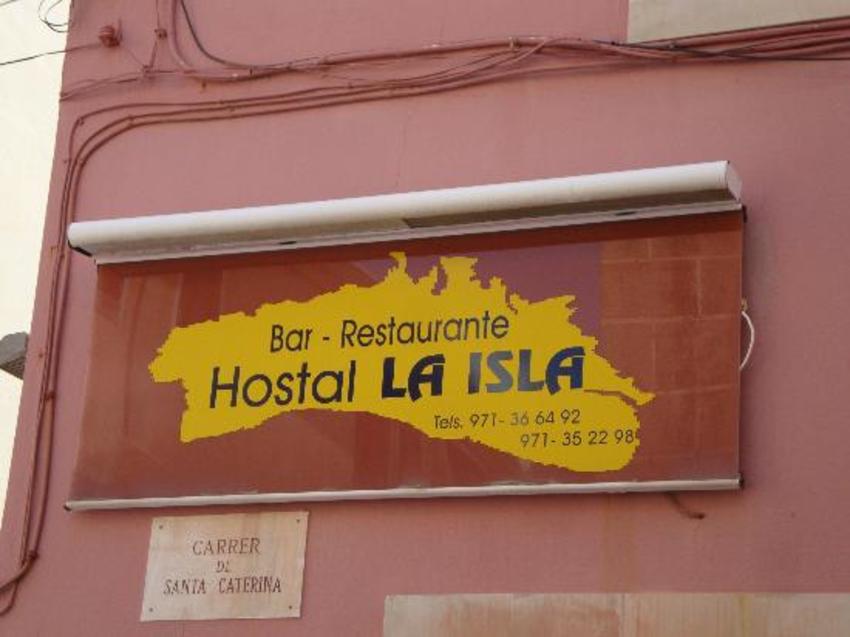 Bar - Restaurante
Hostal LA ISLA
Tels. 971- 36 64 92
971- 35 22 98
CARRER
DE
SANTA CATERINA